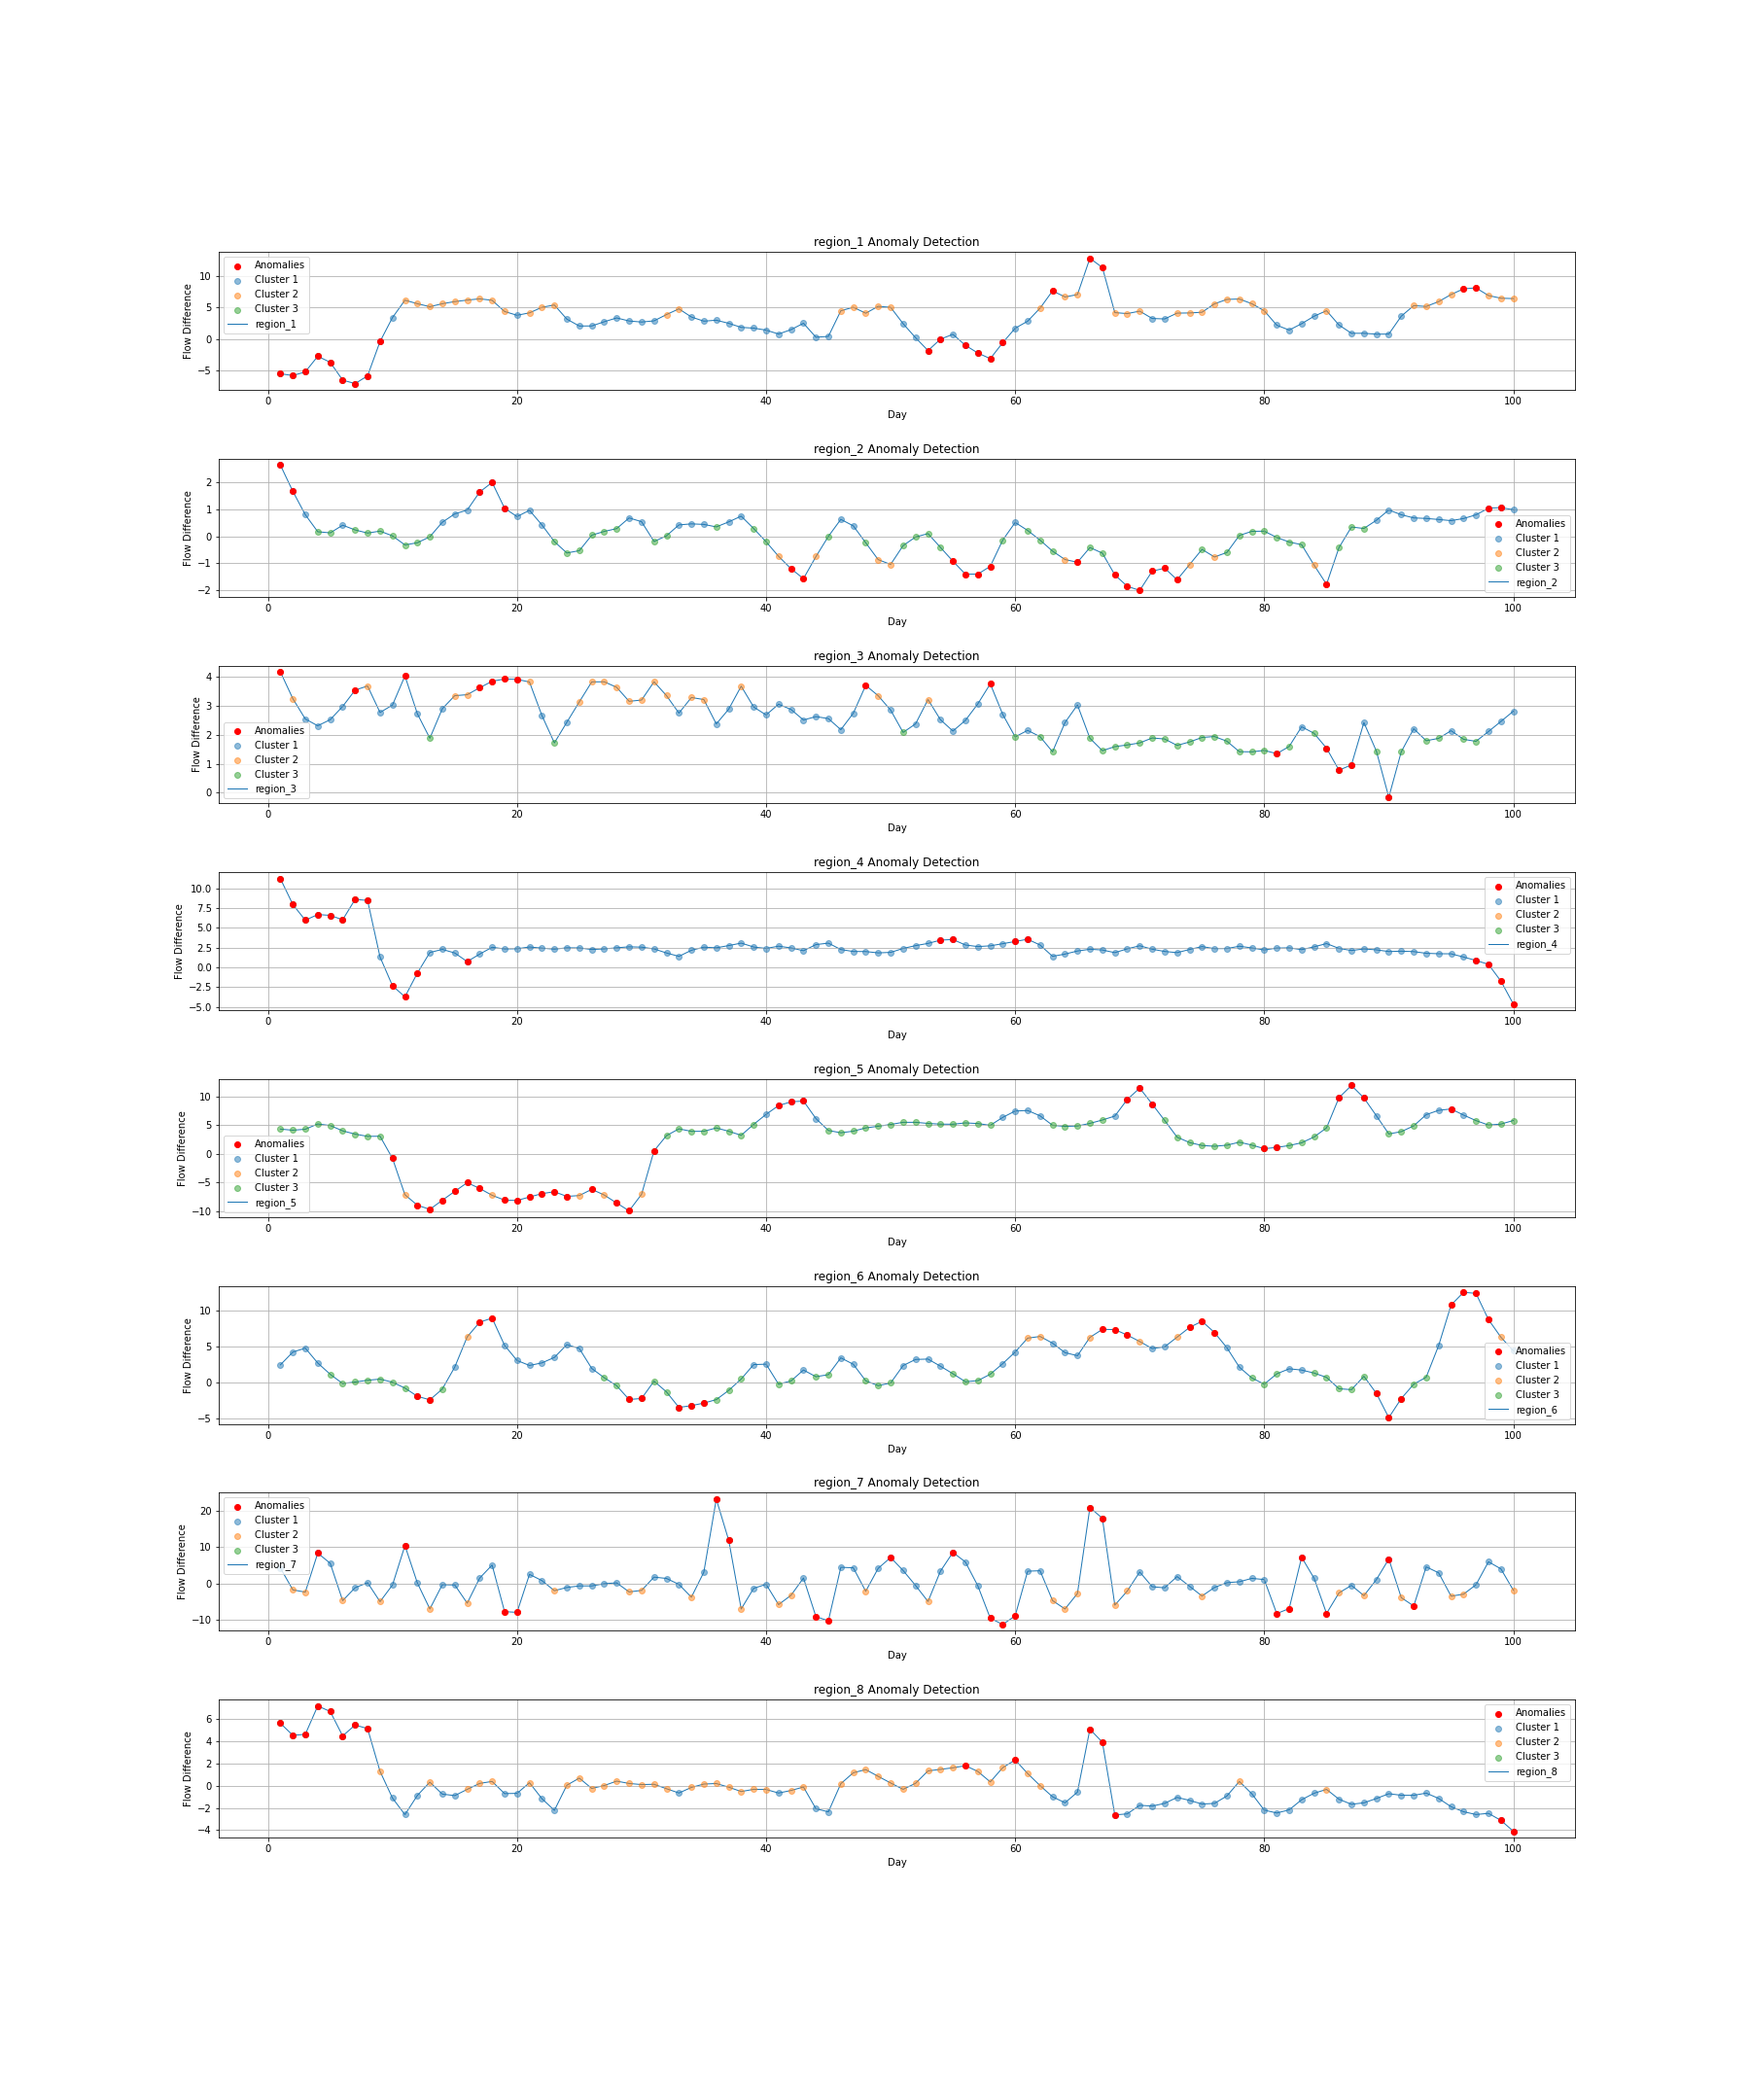 region_1 Anomaly Detection
10
5
0
−5
Flow Difference
Anomalies
Cluster 1
Cluster 2
Cluster 3
region_1
0 20 40 60 80 100
Day
region_2 Anomaly Detection
2
1
0
−1
−2
Flow Difference
Anomalies
Cluster 1
Cluster 2
Cluster 3
region_2
0 20 40 60 80 100
Day
region_3 Anomaly Detection
4
3
2
1
0
Flow Difference
Anomalies
Cluster 1
Cluster 2
Cluster 3
region_3
0 20 40 60 80 100
Day
region_4 Anomaly Detection
10.0
7.5
5.0
2.5
0.0
−2.5
−5.0
Flow Difference
Anomalies
Cluster 1
Cluster 2
Cluster 3
region_4
0 20 40 60 80 100
Day
region_5 Anomaly Detection
10
5
0
−5
−10
Flow Difference
Anomalies
Cluster 1
Cluster 2
Cluster 3
region_5
0 20 40 60 80 100
Day
region_6 Anomaly Detection
10
5
0
−5
Flow Difference
Anomalies
Cluster 1
Cluster 2
Cluster 3
region_6
0 20 40 60 80 100
Day
region_7 Anomaly Detection
20
10
0
−10
Flow Difference
Anomalies
Cluster 1
Cluster 2
Cluster 3
region_7
0 20 40 60 80 100
Day
region_8 Anomaly Detection
6
4
2
0
−2
−4
Flow Difference
Anomalies
Cluster 1
Cluster 2
Cluster 3
region_8
0 20 40 60 80 100
Day